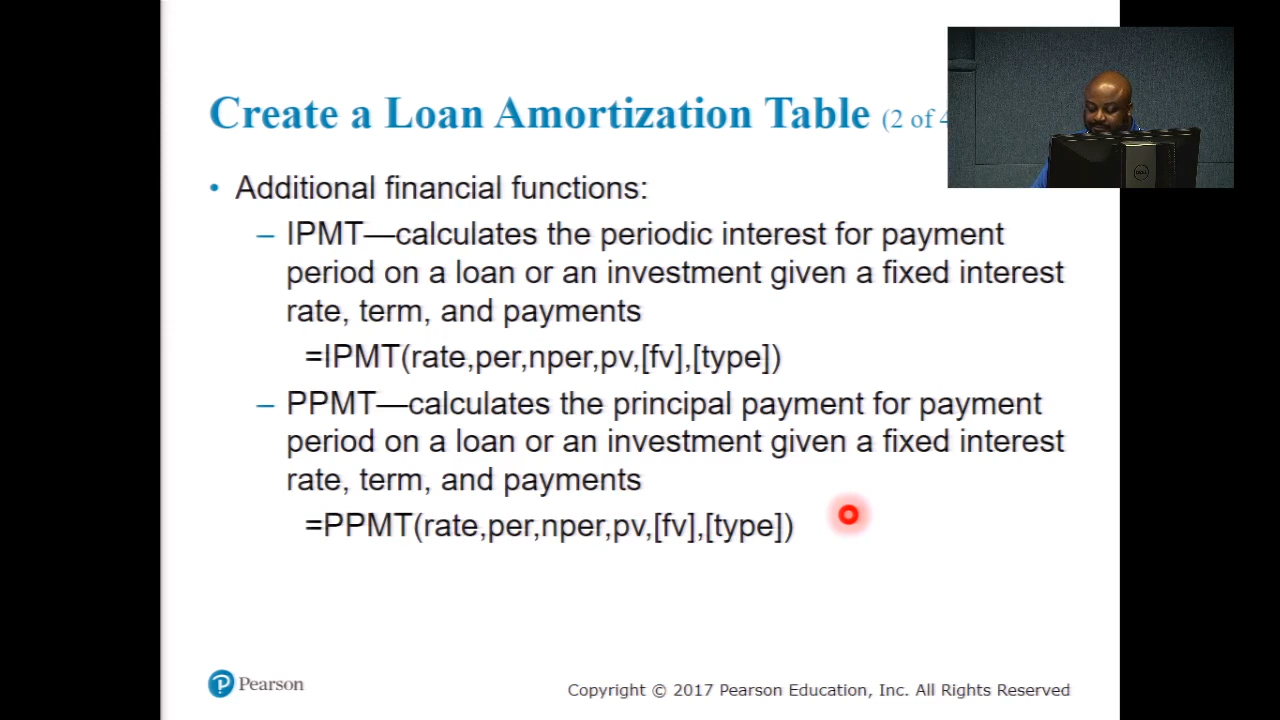 Create a Loan Amortization Table (2 of 4
• Additional financial functions:
– IPMT—calculates the periodic interest for payment
period on a loan or an investment given a fixed interest
rate, term, and payments
=IPMT(rate,per,nper,pv,[fv],[type])
– PPMT—calculates the principal payment for payment
period on a loan or an investment given a fixed interest
rate, term, and payments
=PPMT(rate,per,nper,pv,[fv],[type])
Pearson
Copyright © 2017 Pearson Education, Inc. All Rights Reserved
DELL